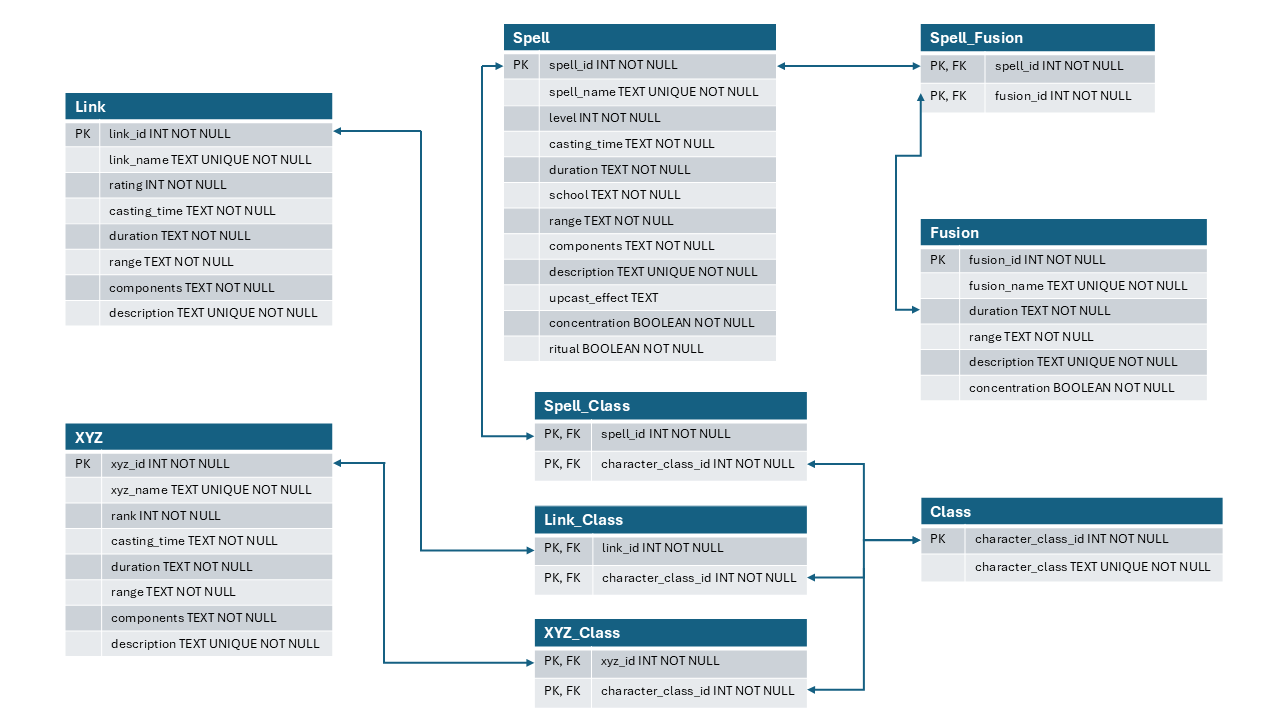 Link
PK link_id INT NOT NULL
link_name TEXT UNIQUE NOT NULL
rating INT NOT NULL
casting_time TEXT NOT NULL
duration TEXT NOT NULL
range TEXT NOT NULL
components TEXT NOT NULL
description TEXT UNIQUE NOT NULL
XYZ
PK xyz_id INT NOT NULL
xyz_name TEXT UNIQUE NOT NULL
rank INT NOT NULL
casting_time TEXT NOT NULL
duration TEXT NOT NULL
range TEXT NOT NULL
components TEXT NOT NULL
description TEXT UNIQUE NOT NULL
Spell
PK spell_id INT NOT NULL
spell_name TEXT UNIQUE NOT NULL
level INT NOT NULL
casting_time TEXT NOT NULL
duration TEXT NOT NULL
school TEXT NOT NULL
range TEXT NOT NULL
components TEXT NOT NULL
description TEXT UNIQUE NOT NULL
upcast_effect TEXT
concentration BOOLEAN NOT NULL
ritual BOOLEAN NOT NULL
Spell_Class
PK, FK spell_id INT NOT NULL
PK, FK character_class_id INT NOT NULL
Link_Class
PK, FK link_id INT NOT NULL
PK, FK character_class_id INT NOT NULL
XYZ_Class
PK, FK xyz_id INT NOT NULL
PK, FK character_class_id INT NOT NULL
Spell_Fusion
PK, FK spell_id INT NOT NULL
PK, FK fusion_id INT NOT NULL
Fusion
PK fusion_id INT NOT NULL
fusion_name TEXT UNIQUE NOT NULL
duration TEXT NOT NULL
range TEXT NOT NULL
description TEXT UNIQUE NOT NULL
concentration BOOLEAN NOT NULL
Class
PK character_class_id INT NOT NULL
character_class TEXT UNIQUE NOT NULL